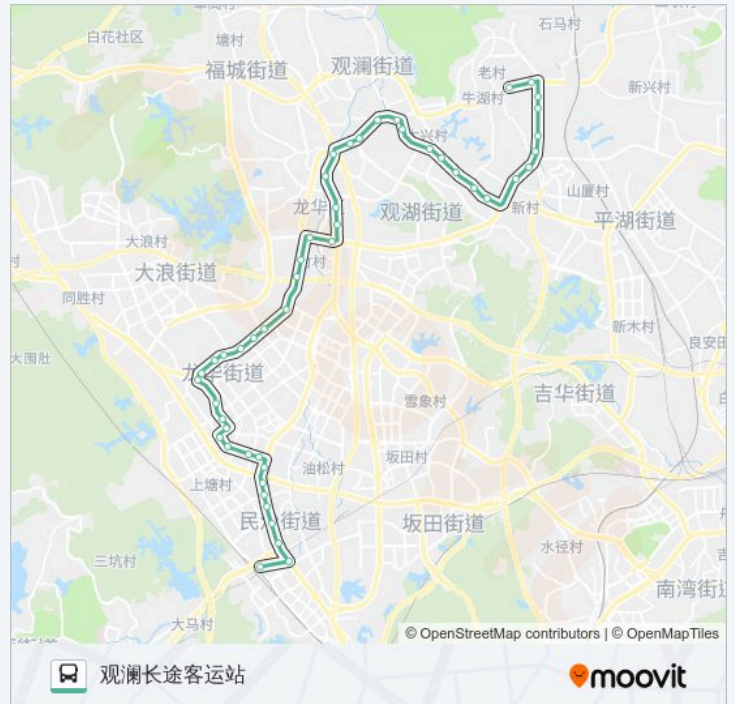 石马村
白花社区
塘村
福城街道
观澜街道
老村
牛湖村
新兴村
大兴村
山厦村
龙华
观湖街道
新村
平湖街道
大浪村
竹村
大浪街道
同胜村
新木村
良安田
大围肚
龙华街道
吉华街道
雪象村
油松村
坂田村
上塘村
坂田街道
水径村
三坑村
南湾街道
大马村
© OpenStreetMap contributors | © OpenMapTiles
观澜长途客运站
moovit